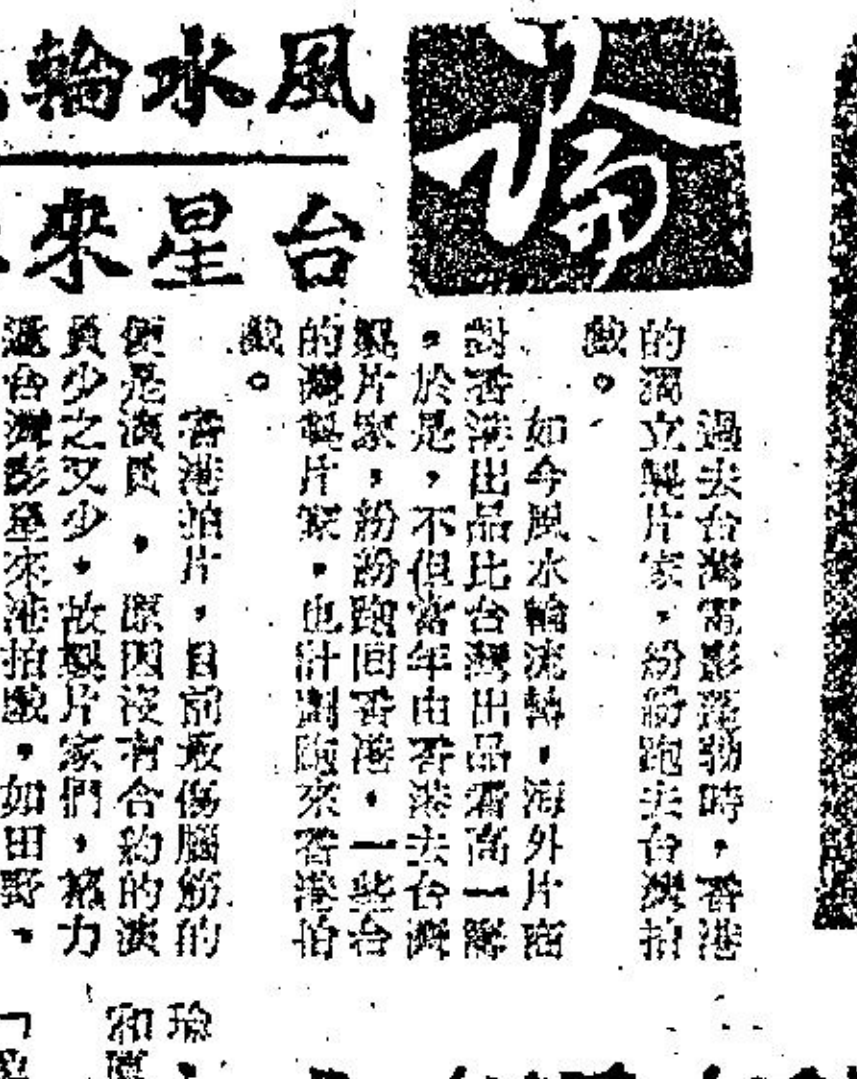 風水輪
台星來
過去台灣電影蓬勃時，香港
的獨立製片家，紛紛跑去台灣拍
戲。
如今風水輪流轉，海外片商
對香港出品比台灣出品看高一
，於是，不但當年由香港去台灣
製片家，紛紛跑回香港，一些台
的灣製片家，也計劃跑來香港拍
戲。
香港拍片，目前最傷腦筋的
便是演員，原因沒有合約的演
員少之又少，故製片家們，極力
邀台灣影星來港拍戲，如田野、